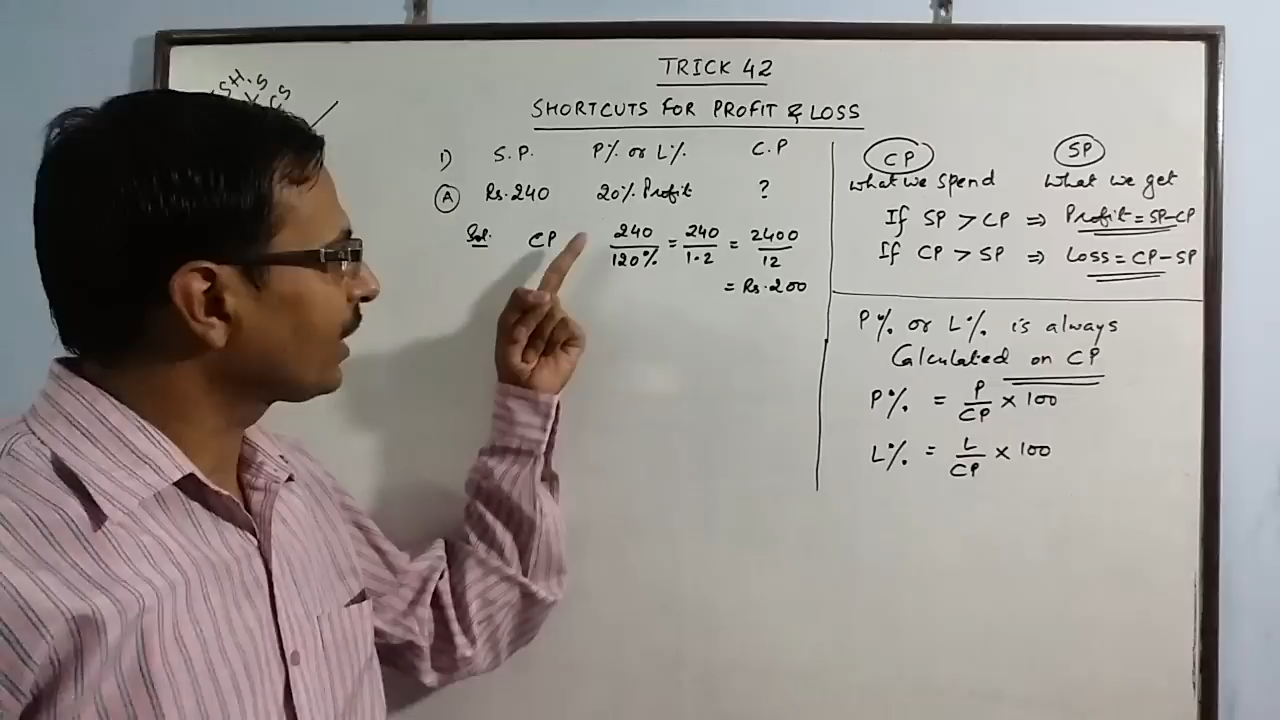 TRICK 42
SHORTCUTS FOR PROFIT & LOSS
1) S.P. P% or L% C.P
A Rs.240 20% Profit ?
Sol. CP 240/120% = 240/1.2 = 2400/12
= Rs.200
CP SP
What we spend What we get
If SP > CP ⇒ Profit = SP-CP
If CP > SP ⇒ Loss = CP-SP
P% or L% is always
Calculated on CP
P% = P/CP × 100
L% = L/CP × 100